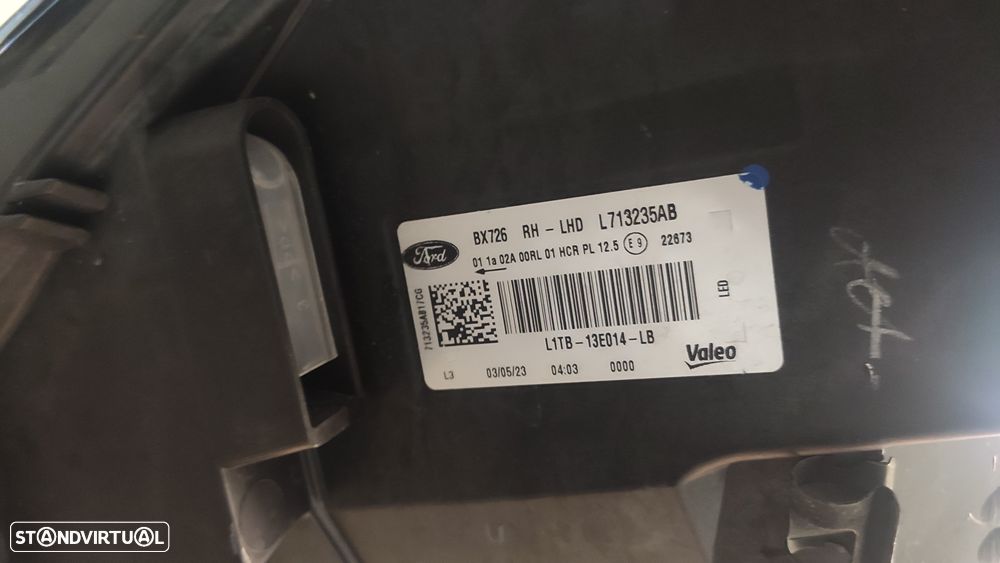 BX726 RH - LHD L713235AB
Ford
01 1a 02A 00RL 01 HCR PL 12.5 E9 22673
713235AB17CG
LED
L1TB-13E014-LB
Valeo
L3 03/05/23 04:03 0000
STANDVIRTUAL